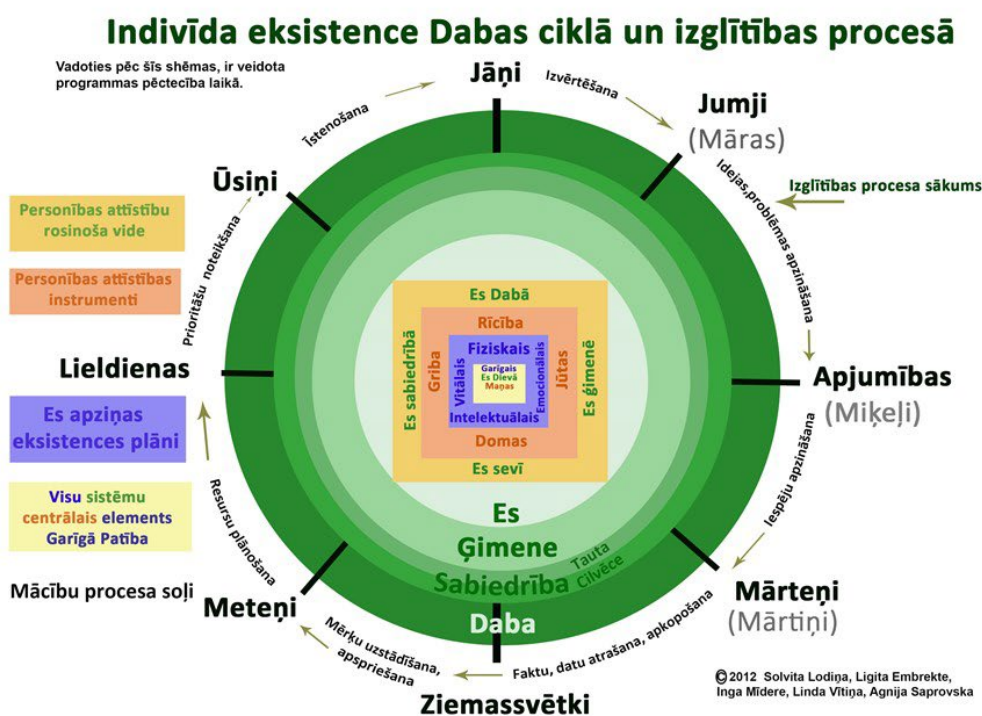 Indivīda eksistence Dabas ciklā un izglītības procesā
Vadoties pēc šīs shēmas, ir veidota
programmas pēctecība laikā.
Jāņi
Izvērtēšana
Jumji
(Māras)
Idejas,problēmas apzināšana
Izglītības procesa sākums
Apjumības
(Miķeļi)
Iespēju apzināšana
Mārteņi
(Mārtiņi)
Faktu, datu atrašana, apkopošana
Ziemassvētki
Mērķu uzstādīšana,
apspriešana
Meteņi
Resursu plānošana
Lieldienas
Prioritāšu noteikšana
Ūsiņi
Īstenošana
Personības attīstību
rosinoša vide
Personības attīstības
instrumenti
Es apziņas
eksistences plāni
Visu sistēmu
centrālais elements
Garīgā Patība
Mācību procesa soļi
Es Dabā
Rīcība
Fiziskais
Garīgais
Es Dievā
Maņas
Es sabiedrībā
Griba
Vitālais
Emocionālais
Jūtas
Es ģimenē
Intelektuālais
Domas
Es sevī
Es
Ģimene
Tauta
Cilvēce
Sabiedrība
Daba
©2012 Solvita Lodiņa, Ligita Embrekte,
Inga Mīdere, Linda Vītiņa, Agnija Saprovska